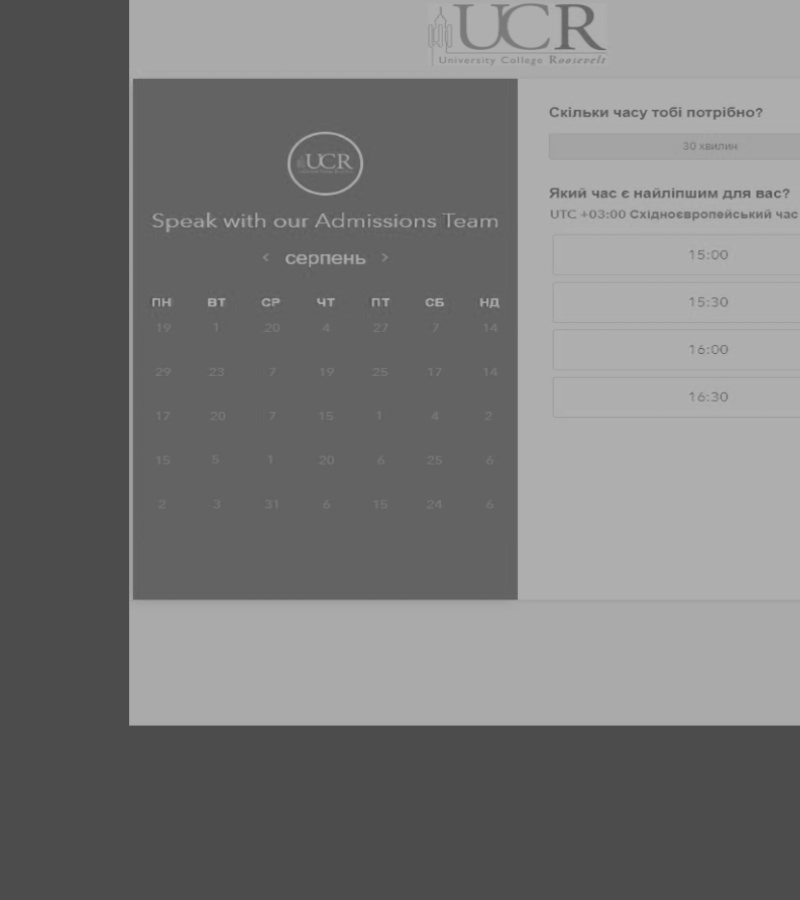 UCR
University College Roosevelt
UCR
Speak with our Admissions Team
< серпень >
ПН ВТ СР ЧТ ПТ СБ НД
19 1 20 4 27 7 14
29 23 7 19 25 17 14
17 20 7 15 1 4 2
15 5 1 20 6 25 6
2 3 31 6 15 24 6
Скільки часу тобі потрібно?
30 хвилин
Який час є найліпшим для вас?
UTC +03:00 Східноєвропейський час
15:00
15:30
16:00
16:30